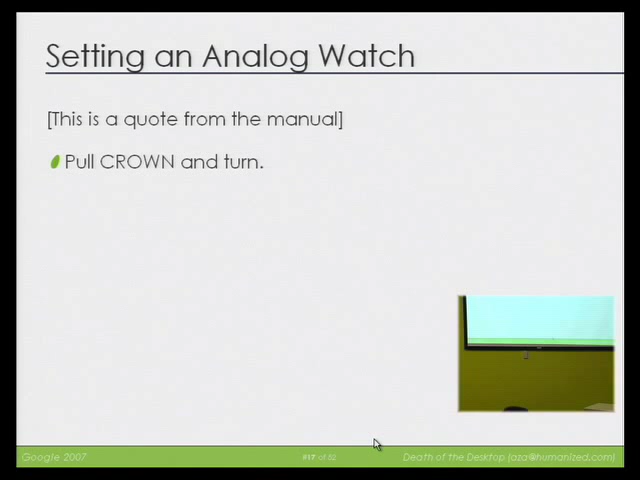 Setting an Analog Watch
[This is a quote from the manual]
Pull CROWN and turn.
Google 2007
#17 of 52
Death of the Desktop (aza@humanized.com)